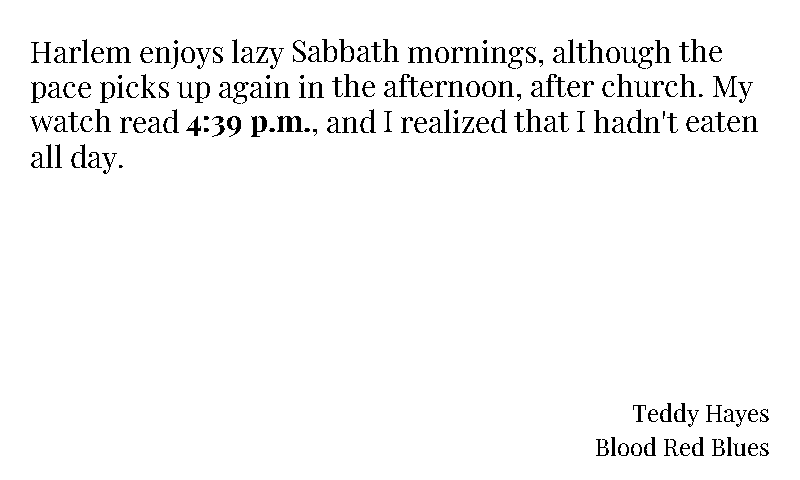 Harlem enjoys lazy Sabbath mornings, although the
pace picks up again in the afternoon, after church. My
watch read 4:39 p.m., and I realized that I hadn't eaten
all day.
Teddy Hayes
Blood Red Blues